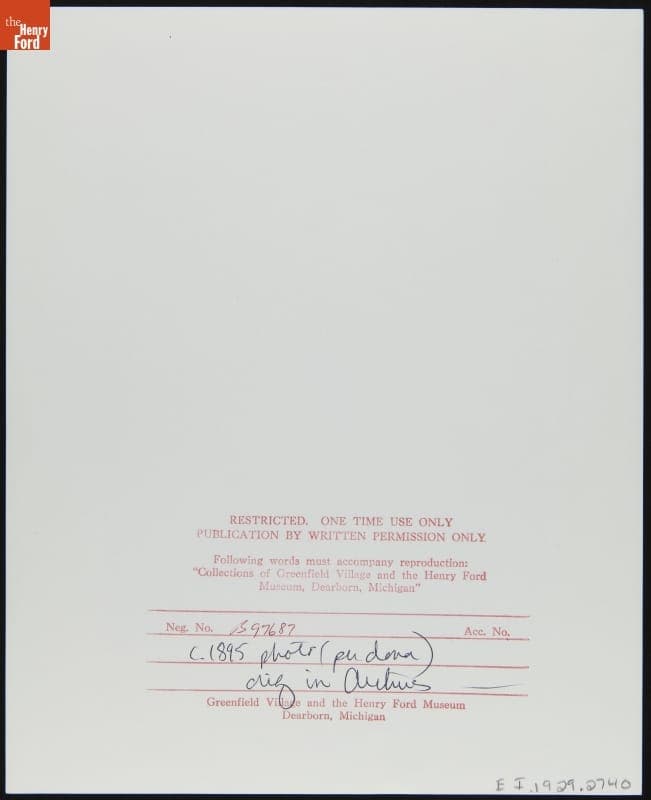 the
Henry
Ford
RESTRICTED. ONE TIME USE ONLY
PUBLICATION BY WRITTEN PERMISSION ONLY
Following words must accompany reproduction:
"Collections of Greenfield Village and the Henry Ford
Museum, Dearborn, Michigan"
Neg. No. B97687 Acc. No.
c.1895 photo (per dona)
orig in Archives
Greenfield Village and the Henry Ford Museum
Dearborn, Michigan
E I.1929.2740